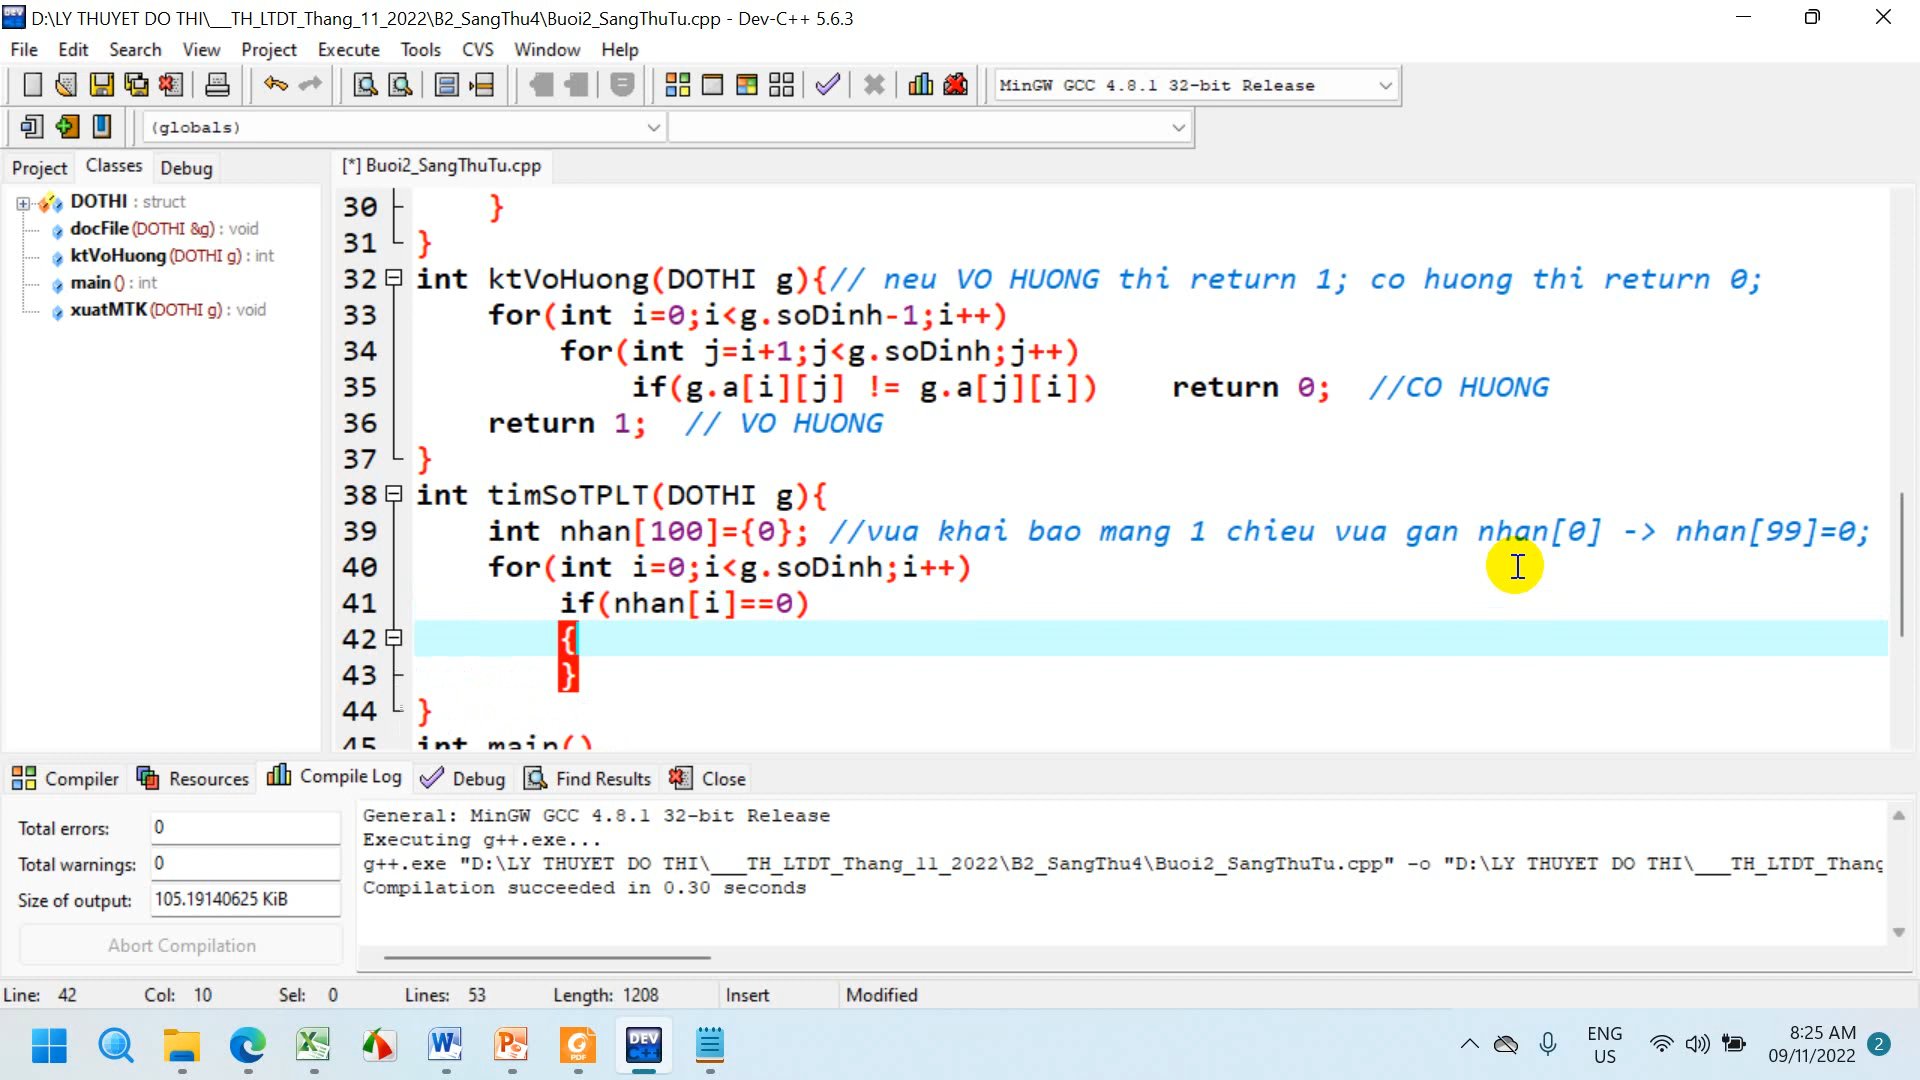 D:\LY THUYET DO THI\___TH_LTDT_Thang_11_2022\B2_SangThu4\Buoi2_SangThuTu.cpp - Dev-C++ 5.6.3
File Edit Search View Project Execute Tools CVS Window Help
MinGW GCC 4.8.1 32-bit Release
(globals)
Project Classes Debug
[*] Buoi2_SangThuTu.cpp
DOTHI : struct
docFile (DOTHI &g) : void
ktVoHuong (DOTHI g) : int
main () : int
xuatMTK (DOTHI g) : void
30 }
31 }
32 int ktVoHuong(DOTHI g){// neu VO HUONG thi return 1; co huong thi return 0;
33 for(int i=0;i<g.soDinh-1;i++)
34 for(int j=i+1;j<g.soDinh;j++)
35 if(g.a[i][j] != g.a[j][i]) return 0; //CO HUONG
36 return 1; // VO HUONG
37 }
38 int timSoTPLT(DOTHI g){
39 int nhan[100]={0}; //vua khai bao mang 1 chieu vua gan nhan[0] -> nhan[99]=0;
40 for(int i=0;i<g.soDinh;i++)
41 if(nhan[i]==0)
42 {
43 }
44 }
45 int main()
Compiler Resources Compile Log Debug Find Results Close
Total errors: 0
Total warnings: 0
Size of output: 105.19140625 KiB
Abort Compilation
General: MinGW GCC 4.8.1 32-bit Release
Executing g++.exe...
g++.exe "D:\LY THUYET DO THI\___TH_LTDT_Thang_11_2022\B2_SangThu4\Buoi2_SangThuTu.cpp" -o "D:\LY THUYET DO THI\___TH_LTDT_Thang
Compilation succeeded in 0.30 seconds
Line: 42 Col: 10 Sel: 0 Lines: 53 Length: 1208 Insert Modified
DEV C++
PDF
ENG
US
8:25 AM
09/11/2022
2